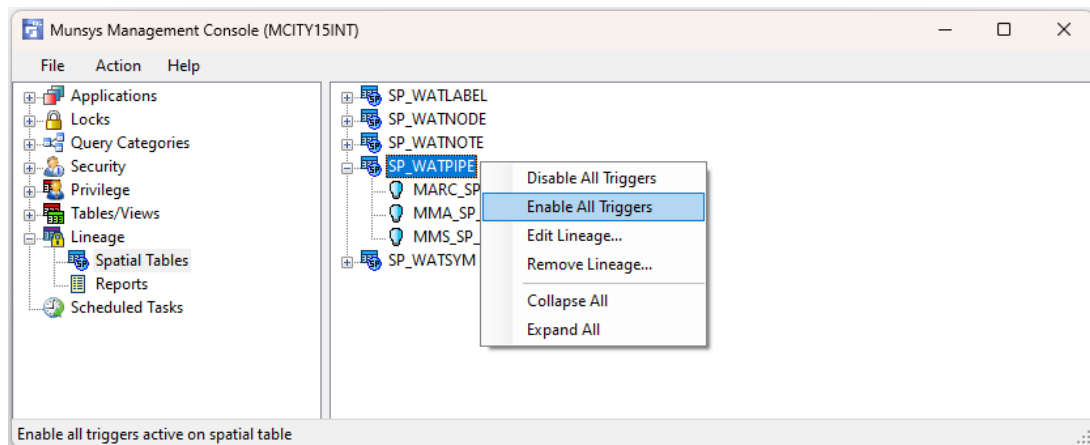 Munsys Management Console (MCITY15INT)
File Action Help
Applications
Locks
Query Categories
Security
Privilege
Tables/Views
Lineage
Spatial Tables
Reports
Scheduled Tasks
SP_WATLABEL
SP_WATNODE
SP_WATNOTE
SP_WATPIPE
MARC_SP
MMA_SP_
MMS_SP_
SP_WATSYM
Disable All Triggers
Enable All Triggers
Edit Lineage...
Remove Lineage...
Collapse All
Expand All
Enable all triggers active on spatial table